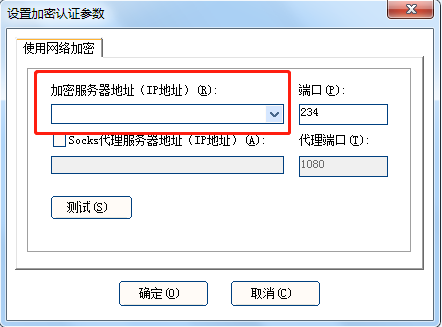 设置加密认证参数
使用网络加密
加密服务器地址（IP地址）(R):
端口(P):
234
Socks代理服务器地址（IP地址）(A):
代理端口(T):
1080
测试(S)
确定(O)
取消(C)